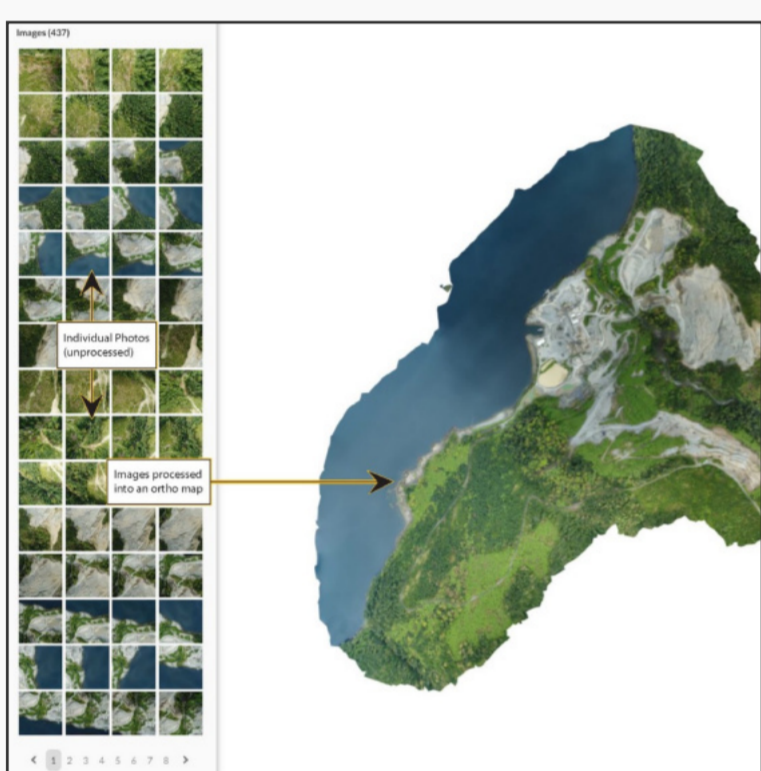 Images (437)
Individual Photos
(unprocessed)
Images processed
into an ortho map
< 1 2 3 4 5 6 7 8 >